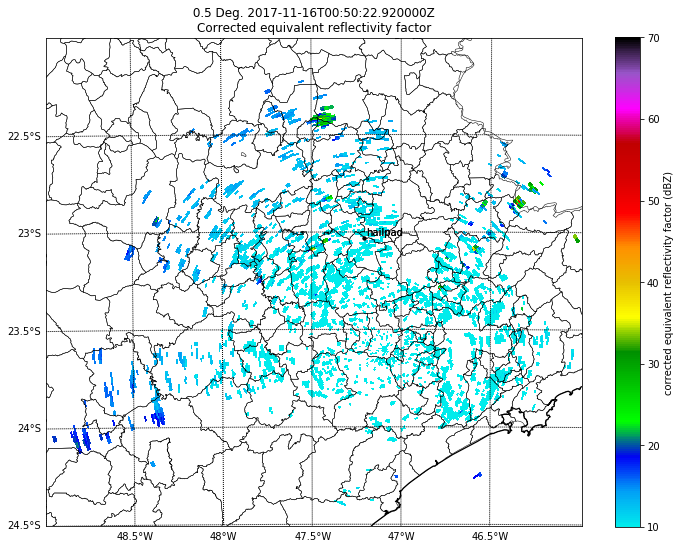 0.5 Deg. 2017-11-16T00:50:22.920000Z
Corrected equivalent reflectivity factor
22.5°S
23°S
23.5°S
24°S
24.5°S
48.5°W
48°W
47.5°W
47°W
46.5°W
hailpad
70
60
50
40
30
20
10
corrected equivalent reflectivity factor (dBZ)